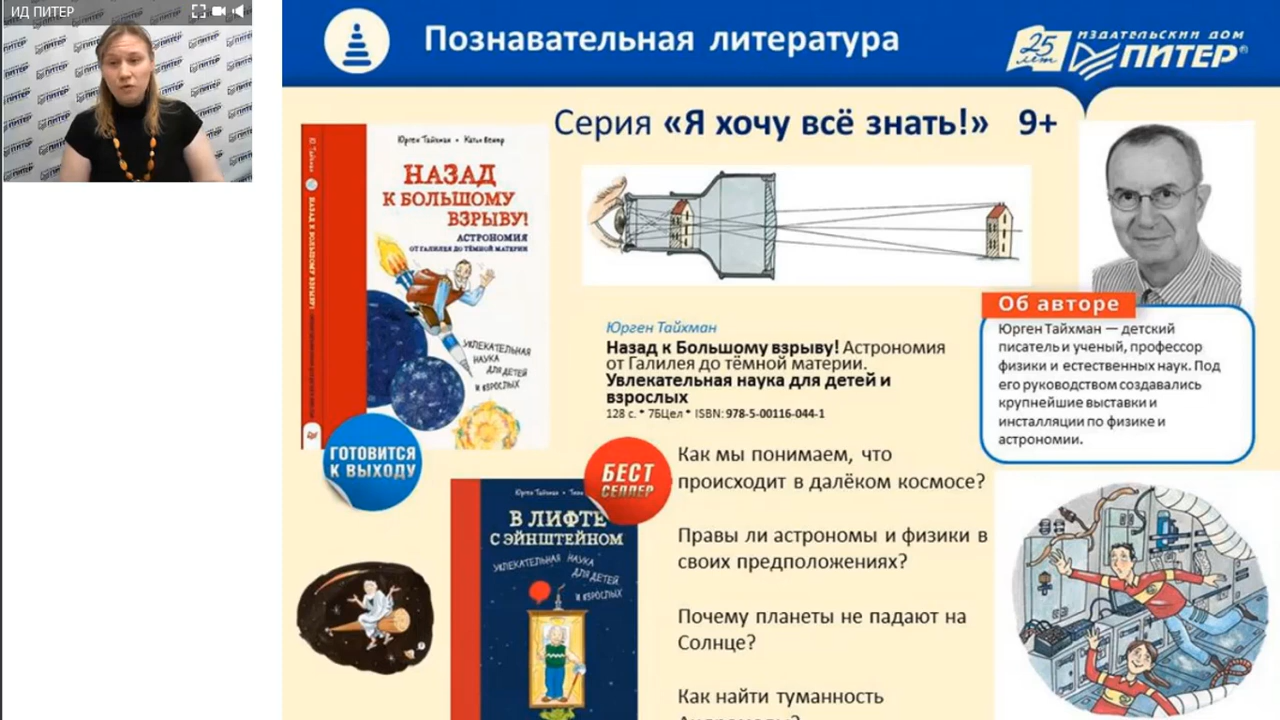 ИД ПИТЕР
Познавательная литература
25 лет
ИЗДАТЕЛЬСКИЙ ДОМ
ПИТЕР®
Серия «Я хочу всё знать!» 9+
Юрген Тайхман • Катья Венер
НАЗАД
К БОЛЬШОМУ
ВЗРЫВУ!
АСТРОНОМИЯ
ОТ ГАЛИЛЕЯ ДО ТЁМНОЙ МАТЕРИИ
УВЛЕКАТЕЛЬНАЯ
НАУКА
ДЛЯ ДЕТЕЙ
И ВЗРОСЛЫХ
ГОТОВИТСЯ
К ВЫХОДУ
Юрген Тайхман
Назад к Большому взрыву! Астрономия
от Галилея до тёмной материи.
Увлекательная наука для детей и
взрослых
128 с. * 7БЦел * ISBN: 978-5-00116-044-1
Об авторе
Юрген Тайхман — детский
писатель и ученый, профессор
физики и естественных наук. Под
его руководством создавались
крупнейшие выставки и
инсталляции по физике и
астрономии.
БЕСТ
СЕЛЛЕР
Юрген Тайхман •
В ЛИФТЕ
С ЭЙНШТЕЙНОМ
УВЛЕКАТЕЛЬНАЯ НАУКА
ДЛЯ ДЕТЕЙ
И ВЗРОСЛЫХ
Как мы понимаем, что
происходит в далёком космосе?
Правы ли астрономы и физики в
своих предположениях?
Почему планеты не падают на
Солнце?
Как найти туманность